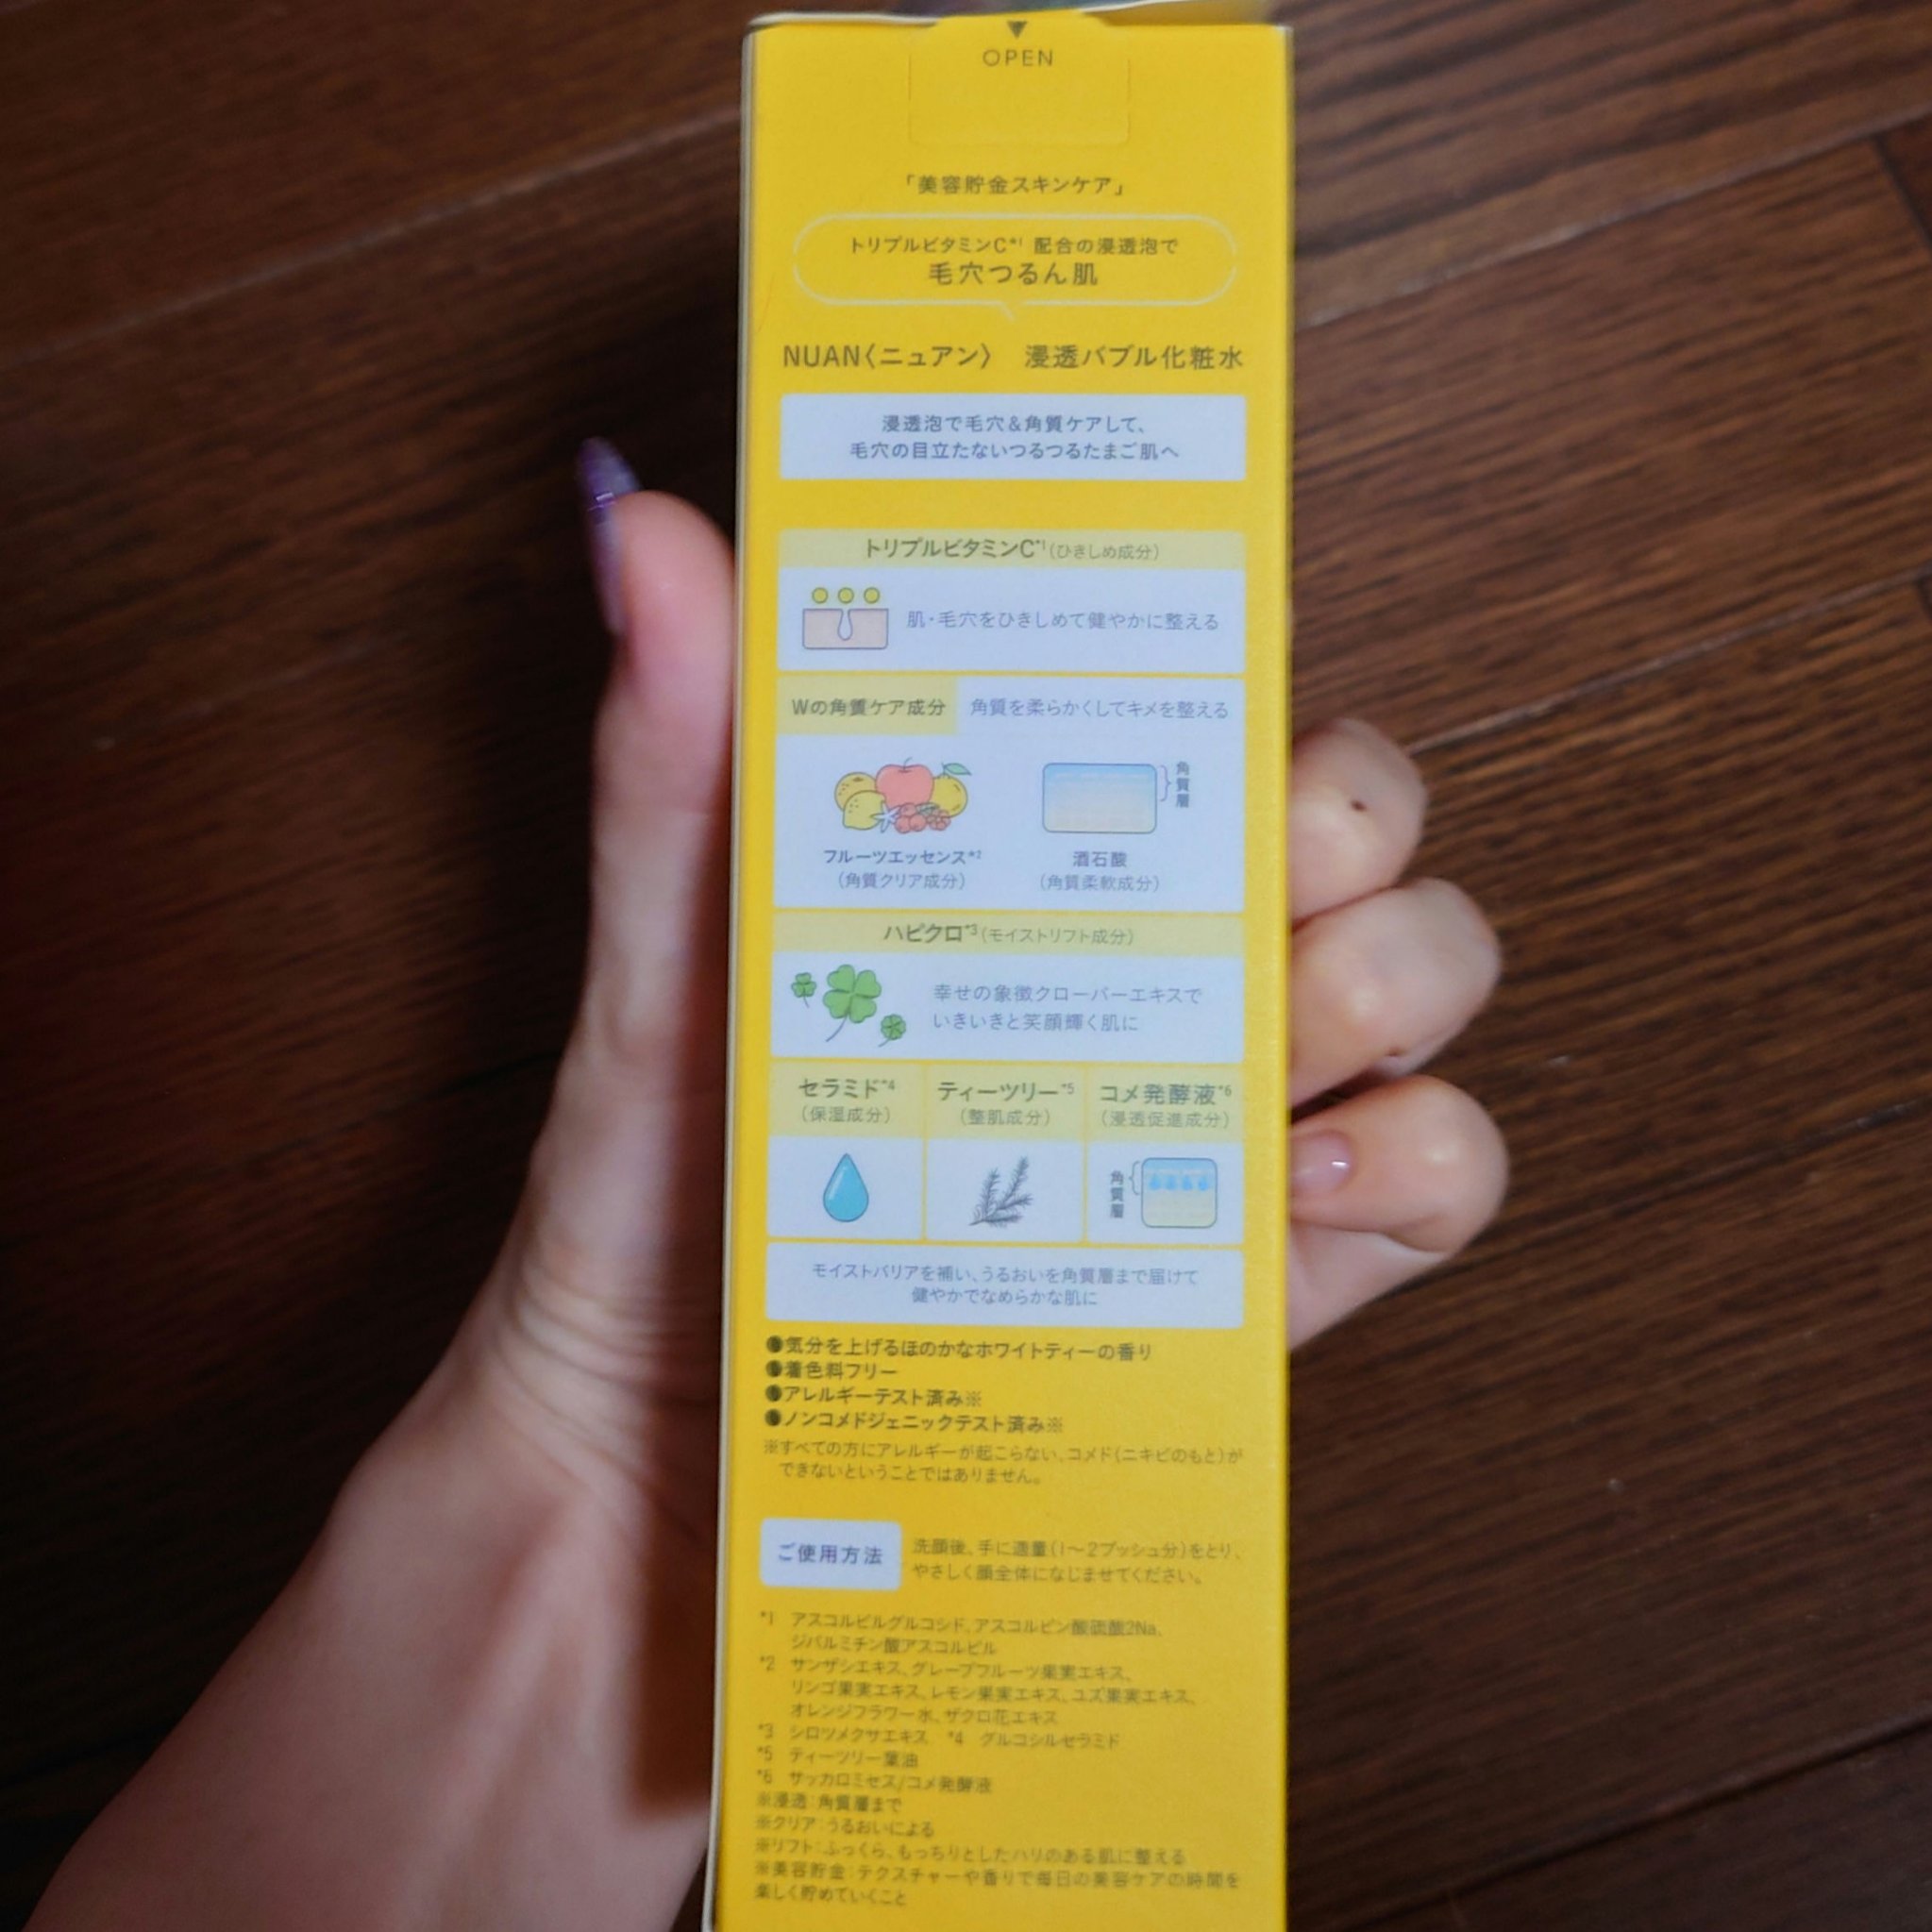 OPEN
「美容貯金スキンケア」
トリプルビタミンC*1 配合の浸透泡で
毛穴つるん肌
NUAN〈ニュアン〉 浸透バブル化粧水
浸透泡で毛穴&角質ケアして、
毛穴の目立たないつるつるたまご肌へ
トリプルビタミンC*1(ひきしめ成分)
肌・毛穴をひきしめて健やかに整える
Wの角質ケア成分 角質を柔らかくしてキメを整える
角質層
フルーツエッセンス*2 酒石酸
(角質クリア成分) (角質柔軟成分)
ハピクロ*3(モイストリフト成分)
幸せの象徴クローバーエキスで
いきいきと笑顔輝く肌に
セラミド*4 ティーツリー*5 コメ発酵液*6
(保湿成分) (整肌成分) (浸透促進成分)
角質層
モイストバリアを補い、うるおいを角質層まで届けて
健やかでなめらかな肌に
●気分を上げるほのかなホワイトティーの香り
●着色料フリー
●アレルギーテスト済み※
●ノンコメドジェニックテスト済み※
※すべての方にアレルギーが起こらない、コメド(ニキビのもと)が
できないということではありません。
ご使用方法 洗顔後、手に適量(1〜2プッシュ分)をとり、
やさしく顔全体になじませてください。
*1 アスコルビルグルコシド、アスコルビン酸硫酸2Na、
ジパルミチン酸アスコルビル
*2 サンザシエキス、グレープフルーツ果実エキス、
リンゴ果実エキス、レモン果実エキス、ユズ果実エキス、
オレンジフラワー水、ザクロ花エキス
*3 シロツメクサエキス *4 グルコシルセラミド
*5 ティーツリー葉油
*6 サッカロミセス/コメ発酵液
※浸透:角質層まで
※クリア:うるおいによる
※リフト:ふっくら、もっちりとしたハリのある肌に整える
※美容貯金:テクスチャーや香りで毎日の美容ケアの時間を
楽しく貯めていくこと